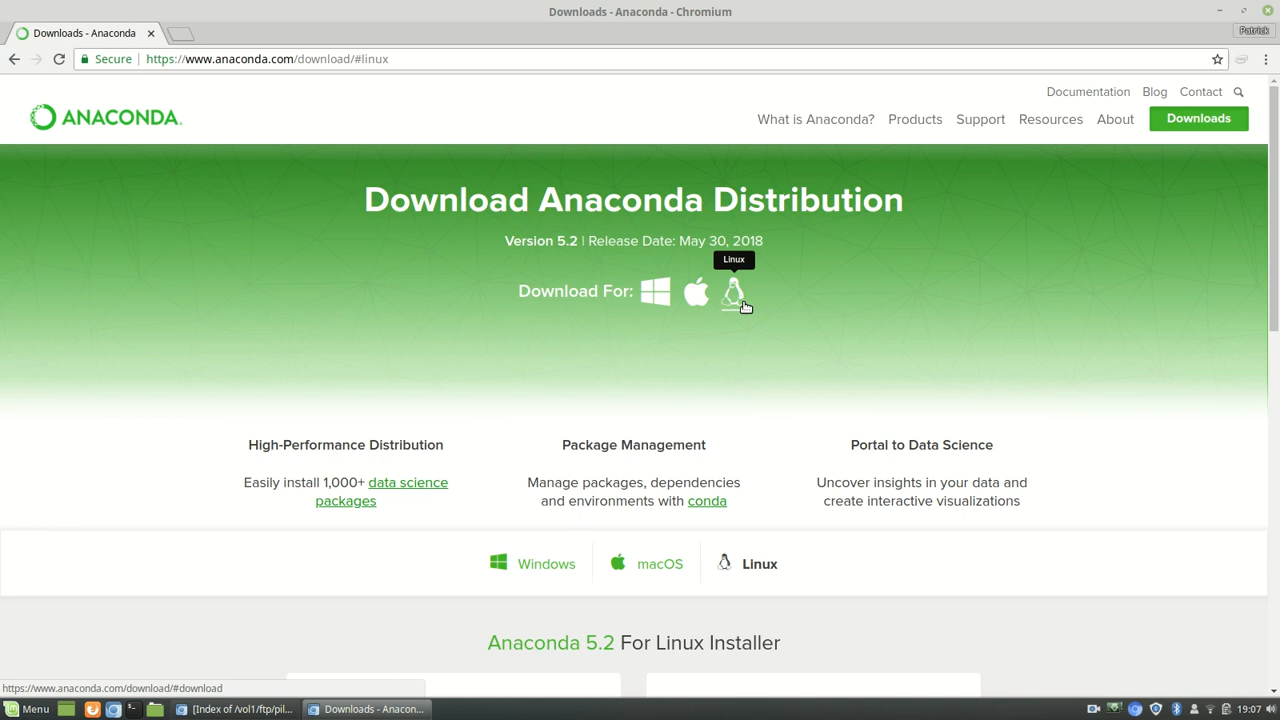 Downloads - Anaconda - Chromium
Downloads - Anaconda
Patrick
Secure https://www.anaconda.com/download/#linux
Documentation Blog Contact
ANACONDA.
What is Anaconda? Products Support Resources About Downloads
Download Anaconda Distribution
Version 5.2 | Release Date: May 30, 2018
Linux
Download For:
High-Performance Distribution
Easily install 1,000+ data science
packages
Package Management
Manage packages, dependencies
and environments with conda
Portal to Data Science
Uncover insights in your data and
create interactive visualizations
Windows macOS Linux
Anaconda 5.2 For Linux Installer
https://www.anaconda.com/download/#download
Menu [Index of /vol1/ftp/pil... Downloads - Anacon... 19:07